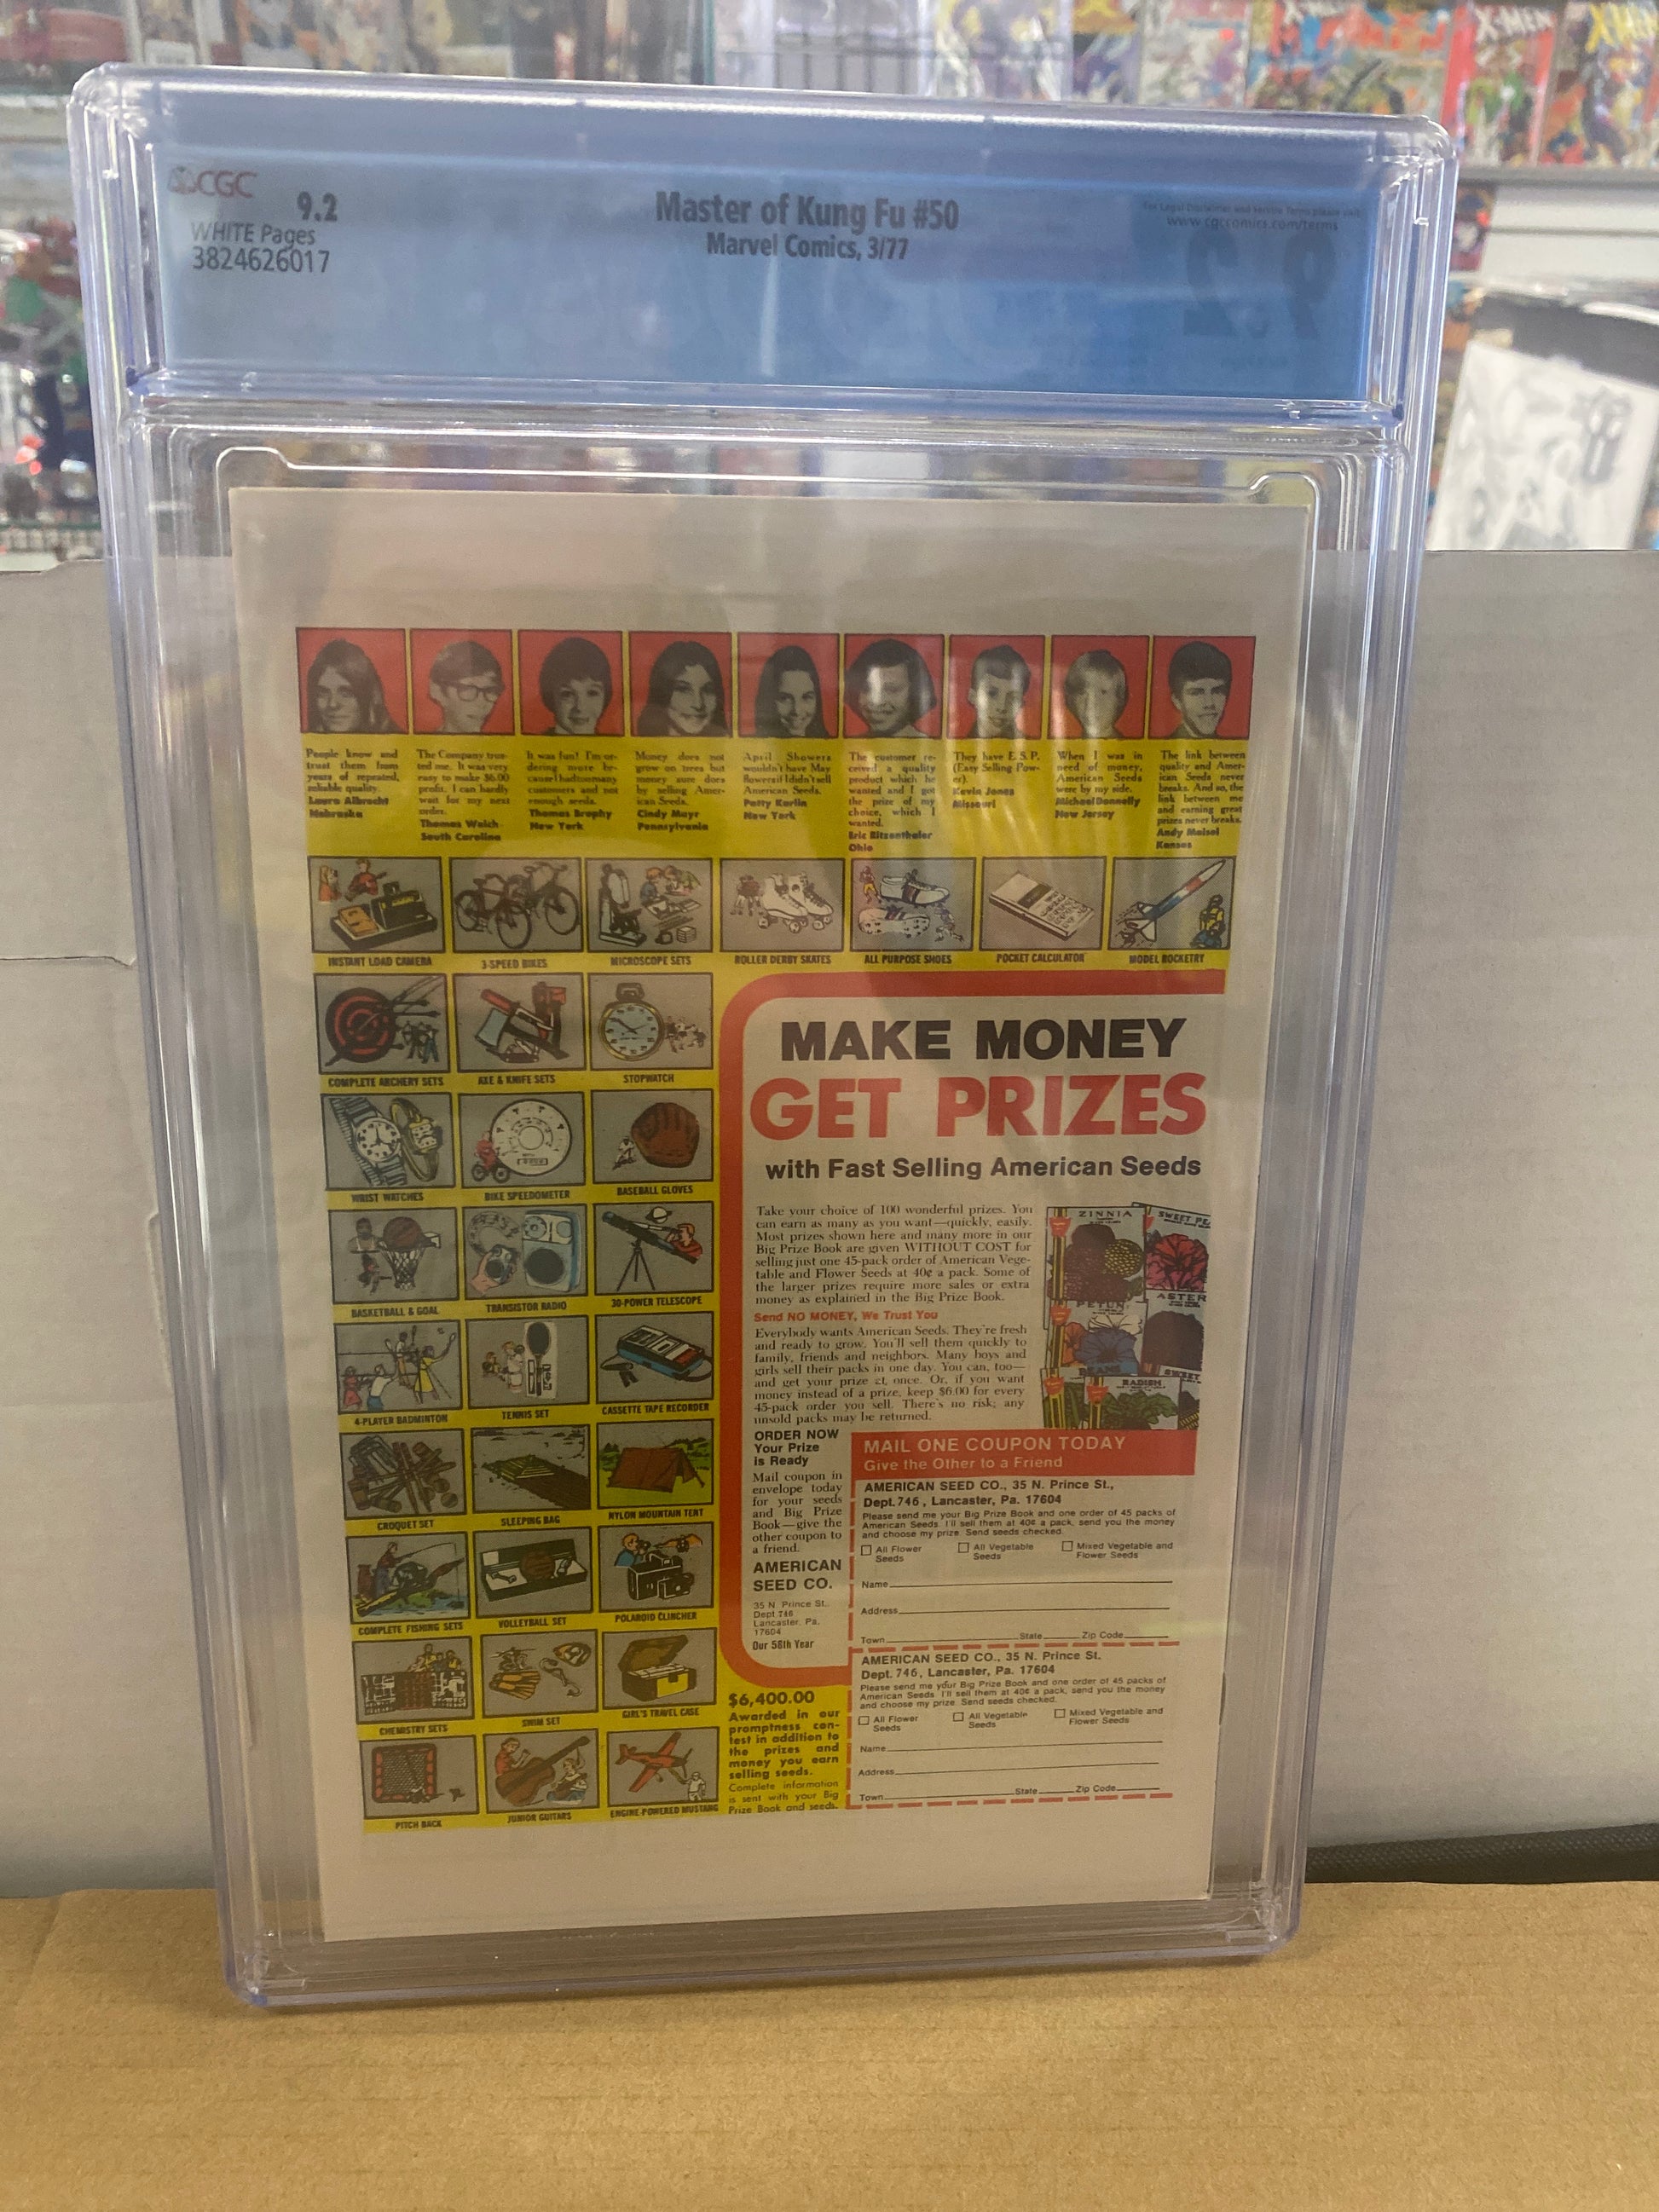 CGC
9.2
WHITE Pages
3824626017
Master of Kung Fu #50
Marvel Comics, 3/77
www.cgccomics.com/terms
X-MEN
People know and
trust them from
years of repeated,
reliable quality.
Laura Albrecht
Nebraska
The Company trus-
ted me. It was very
easy to make $6.00
profit. I can hardly
wait for my next
order.
Thomas Welch
South Carolina
It was fun! I'm or-
dering more be-
cause I had too many
customers and not
enough seeds.
Thomas Brophy
New York
Money does not
grow on trees but
money sure does
by selling Amer-
ican Seeds.
Cindy Mayr
Pennsylvania
April Showers
wouldn't have May
flowers if I didn't sell
American Seeds.
Patty Karlin
New York
The customer re-
ceived a quality
product which he
wanted and I got
the prize of my
choice, which I
wanted.
Eric Ritzenthaler
Ohio
They have E.S.P.
(Easy Selling Pow-
er).
Kevin Jones
Missouri
When I was in
need of money,
American Seeds
were by my side.
Michael Donnelly
New Jersey
The link between
quality and Amer-
ican Seeds never
breaks. And so, the
link between me
and earning great
prizes never breaks.
Andy Maisel
Kansas
INSTANT LOAD CAMERA
3-SPEED BIKES
MICROSCOPE SETS
ROLLER DERBY SKATES
ALL PURPOSE SHOES
POCKET CALCULATOR
MODEL ROCKETRY
COMPLETE ARCHERY SETS
AXE & KNIFE SETS
STOPWATCH
WRIST WATCHES
BIKE SPEEDOMETER
BASEBALL GLOVES
BASKETBALL & GOAL
TRANSISTOR RADIO
30-POWER TELESCOPE
4-PLAYER BADMINTON
TENNIS SET
CASSETTE TAPE RECORDER
CROQUET SET
SLEEPING BAG
NYLON MOUNTAIN TENT
COMPLETE FISHING SETS
VOLLEYBALL SET
POLAROID CLINCHER
CHEMISTRY SETS
SWIM SET
GIRL'S TRAVEL CASE
PITCH BACK
JUNIOR GUITARS
ENGINE-POWERED MUSTANG
MAKE MONEY
GET PRIZES
with Fast Selling American Seeds
Take your choice of 100 wonderful prizes. You
can earn as many as you want—quickly, easily.
Most prizes shown here and many more in our
Big Prize Book are given WITHOUT COST for
selling just one 45-pack order of American Vege-
table and Flower Seeds at 40¢ a pack. Some of
the larger prizes require more sales or extra
money as explained in the Big Prize Book.
Send NO MONEY, We Trust You
Everybody wants American Seeds. They're fresh
and ready to grow. You'll sell them quickly to
family, friends and neighbors. Many boys and
girls sell their packs in one day. You can, too—
and get your prize at once. Or, if you want
money instead of a prize, keep $6.00 for every
45-pack order you sell. There's no risk; any
unsold packs may be returned.
ZINNIA
SWEET PE
ASTER
PETUN
RADISH
SWEET
ORDER NOW
Your Prize
is Ready
Mail coupon in
envelope today
for your seeds
and Big Prize
Book—give the
other coupon to
a friend.
AMERICAN
SEED CO.
35 N. Prince St.,
Dept 746
Lancaster, Pa.
17604
Our 58th Year
$6,400.00
Awarded in our
promptness con-
test in addition to
the prizes and
money you earn
selling seeds.
Complete information
is sent with your Big
Prize Book and seeds.
MAIL ONE COUPON TODAY
Give the Other to a Friend
AMERICAN SEED CO., 35 N. Prince St.,
Dept. 746, Lancaster, Pa. 17604
Please send me your Big Prize Book and one order of 45 packs of
American Seeds. I'll sell them at 40¢ a pack, send you the money
and choose my prize. Send seeds checked.
All Flower Seeds
All Vegetable Seeds
Mixed Vegetable and Flower Seeds
Name
Address
Town State Zip Code
AMERICAN SEED CO., 35 N. Prince St.
Dept. 746, Lancaster, Pa. 17604
Please send me your Big Prize Book and one order of 45 packs of
American Seeds. I'll sell them at 40¢ a pack, send you the money
and choose my prize. Send seeds checked.
All Flower Seeds
All Vegetable Seeds
Mixed Vegetable and Flower Seeds
Name
Address
Town State Zip Code